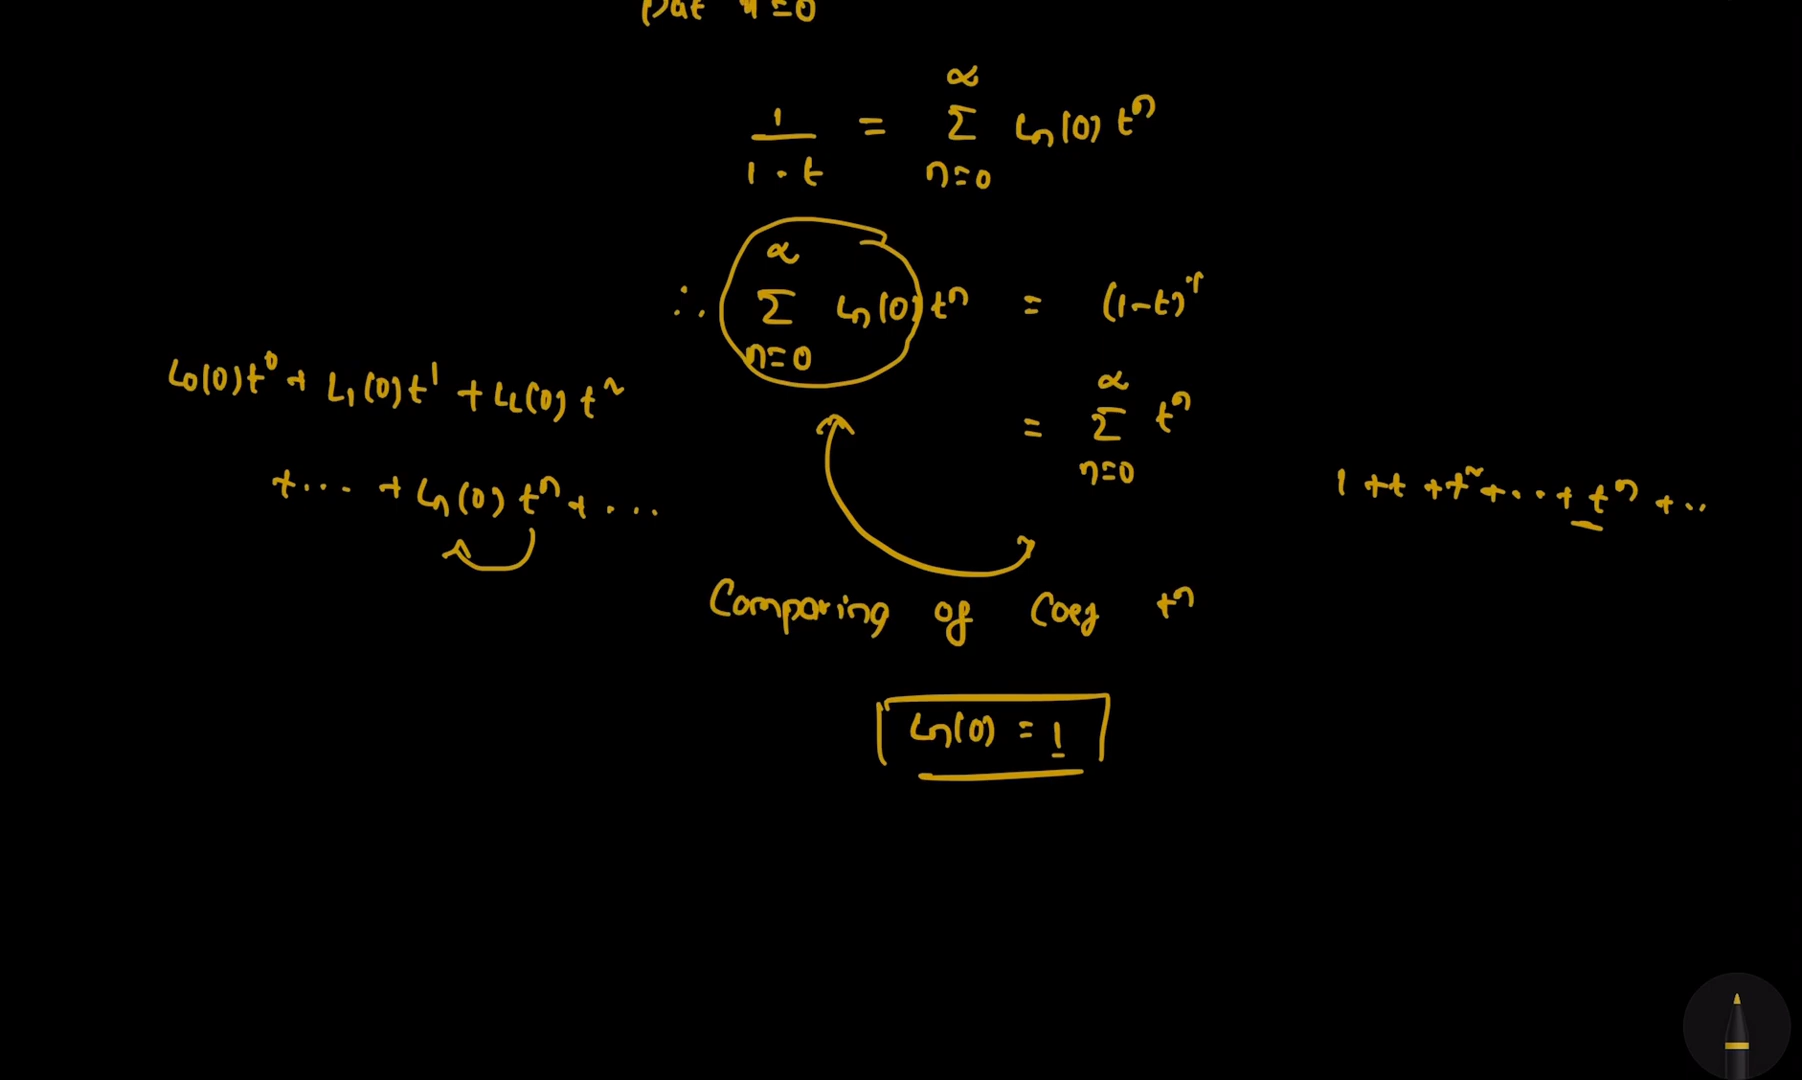 Put x=0
1/(1-t) = ∑_{n=0}^{∝} Ln(0) t^n
∴ ∑_{n=0}^{∝} Ln(0) t^n = (1-t)^-1
L0(0)t^0 + L1(0)t^1 + L2(0) t^2
+... + Ln(0) t^n + ...
= ∑_{n=0}^{∝} t^n
1 + t + t^2 + ... + t^n + ..
Comparing of Coef t^n
Ln(0) = 1